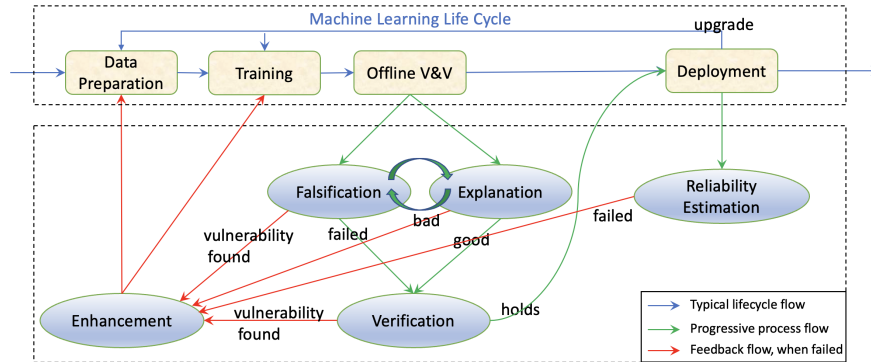 Machine Learning Life Cycle
upgrade
Data
Preparation
Training
Offline V&V
Deployment
Falsification
Explanation
Reliability
Estimation
vulnerability
found
failed
bad
good
failed
Enhancement
vulnerability
found
Verification
holds
Typical lifecycle flow
Progressive process flow
Feedback flow, when failed